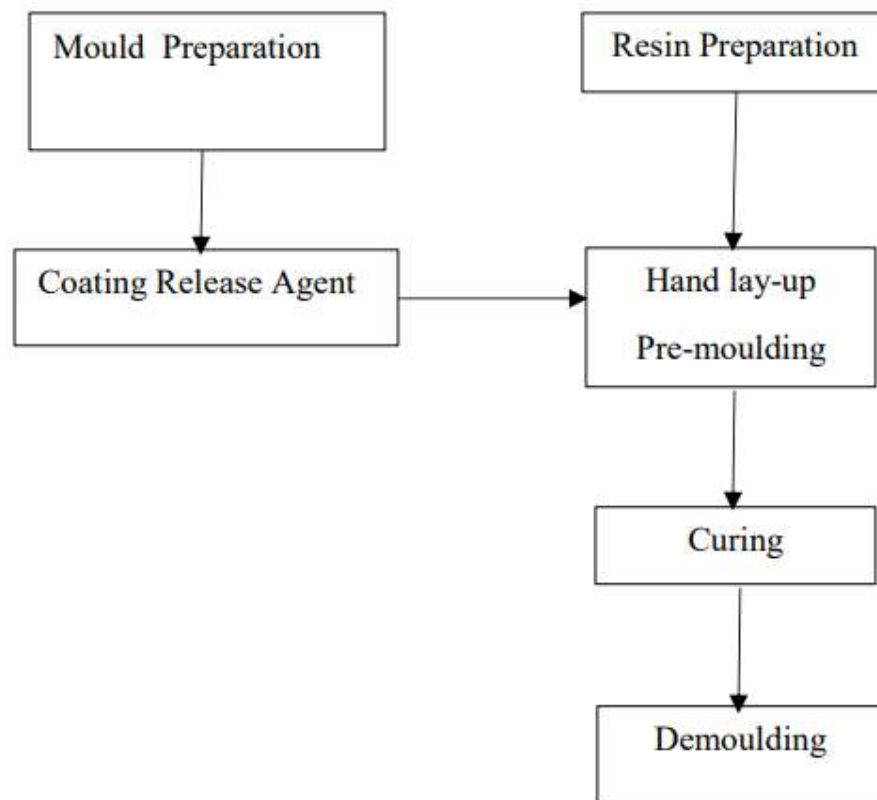 Mould Preparation
Resin Preparation
Coating Release Agent
Hand lay-up
Pre-moulding
Curing
Demoulding